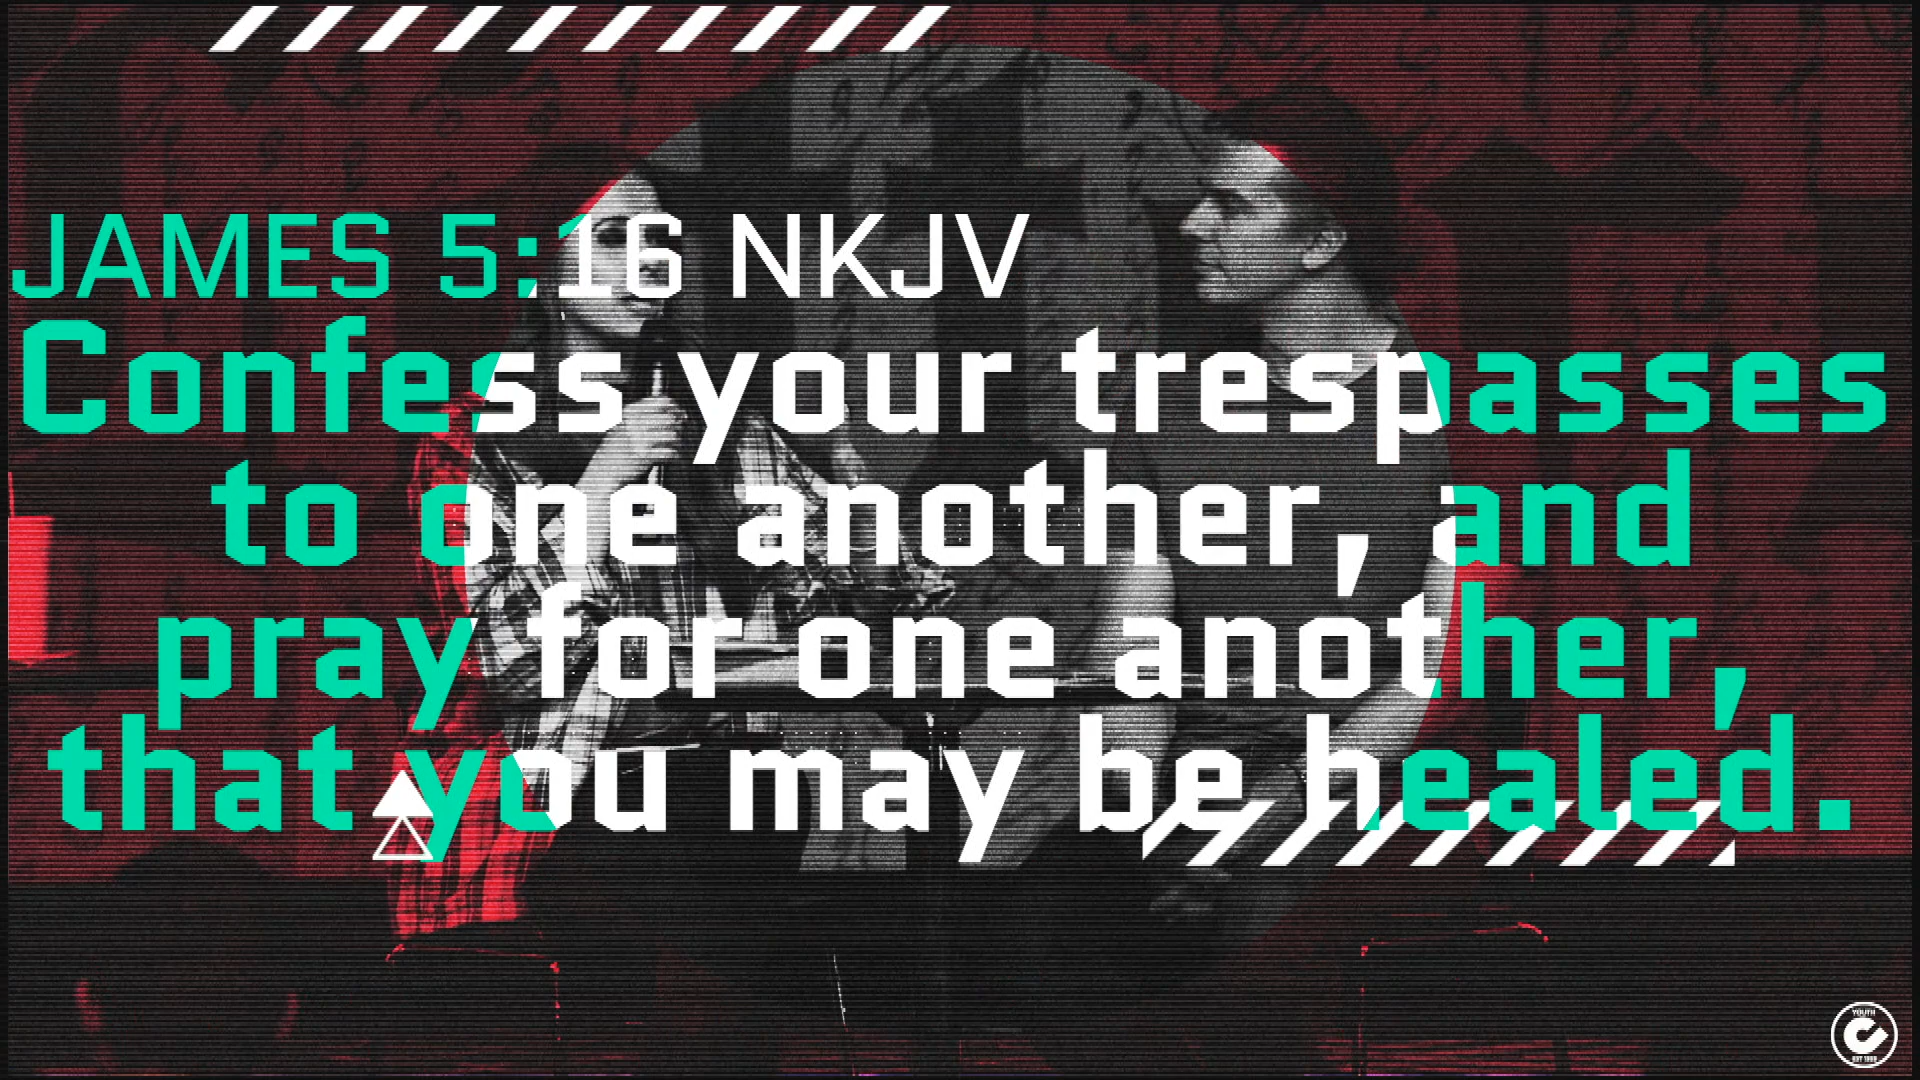 JAMES 5:16 NKJV
Confess your trespasses
to one another, and
pray for one another,
that you may be healed.
YOUTH